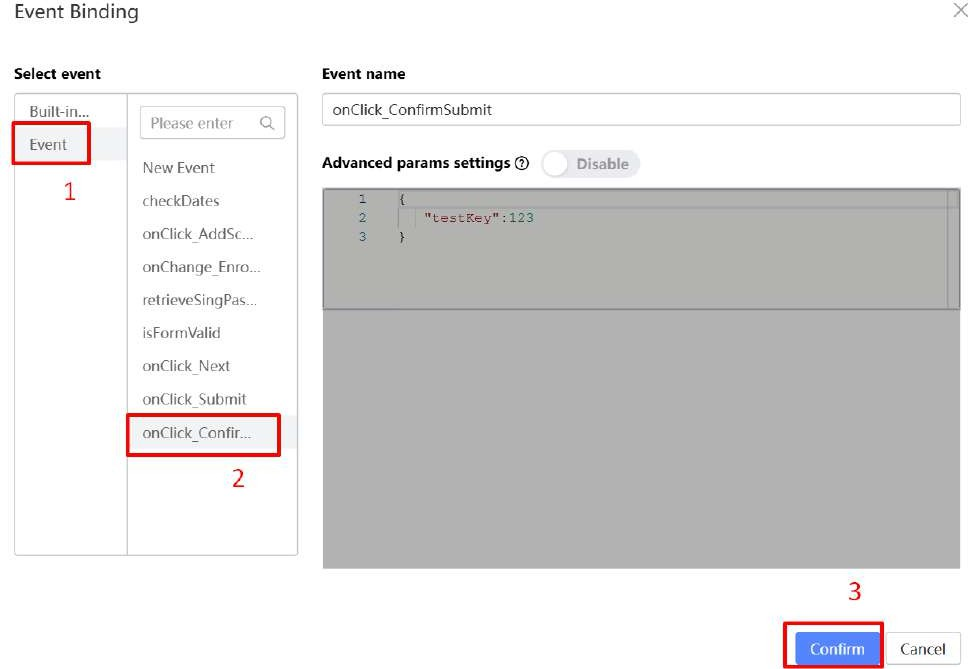 Event Binding
Select event
Built-in...
Event
1
Please enter
New Event
checkDates
onClick_AddSc...
onChange_Enro...
retrieveSingPas...
isFormValid
onClick_Next
onClick_Submit
onClick_Confir...
2
Event name
onClick_ConfirmSubmit
Advanced params settings ? Disable
1 {
2 "testKey":123
3 }
3
Confirm Cancel